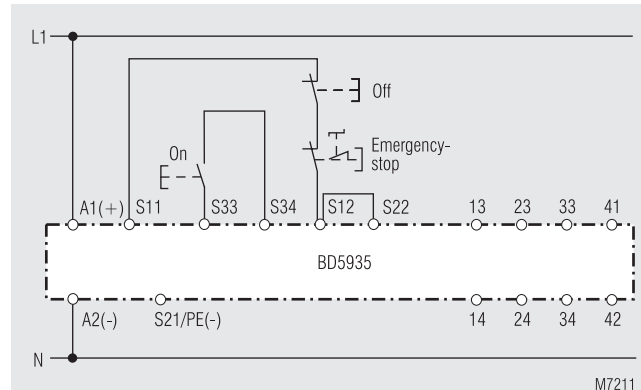 L1
Off
Emergency-
stop
On
A1(+) S11 S33 S34 S12 S22 13 23 33 41
BD5935
A2(-) S21/PE(-) 14 24 34 42
N
M7211